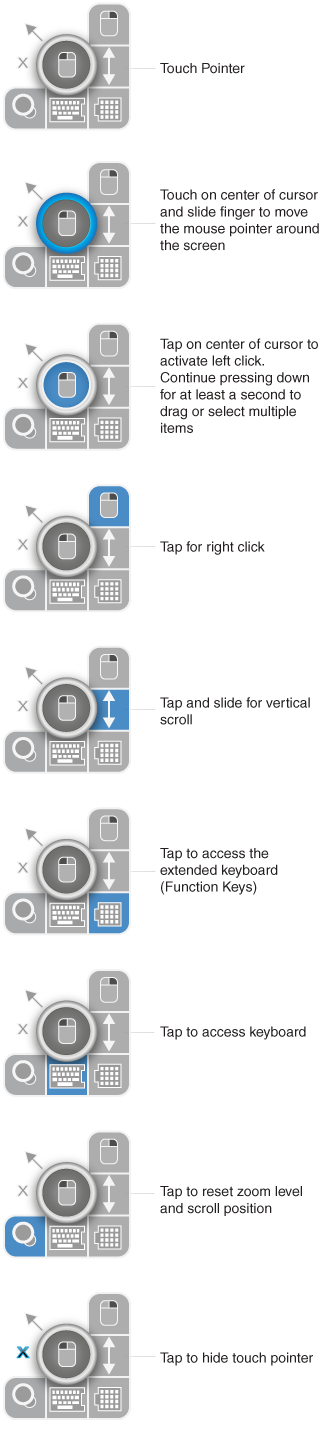 Touch Pointer
X
Touch on center of cursor
and slide finger to move
the mouse pointer around
the screen
X
Tap on center of cursor to
activate left click.
Continue pressing down
for at least a second to
drag or select multiple
items
X
Tap for right click
X
Tap and slide for vertical
scroll
X
Tap to access the
extended keyboard
(Function Keys)
X
Tap to access keyboard
X
Tap to reset zoom level
and scroll position
X
Tap to hide touch pointer
X